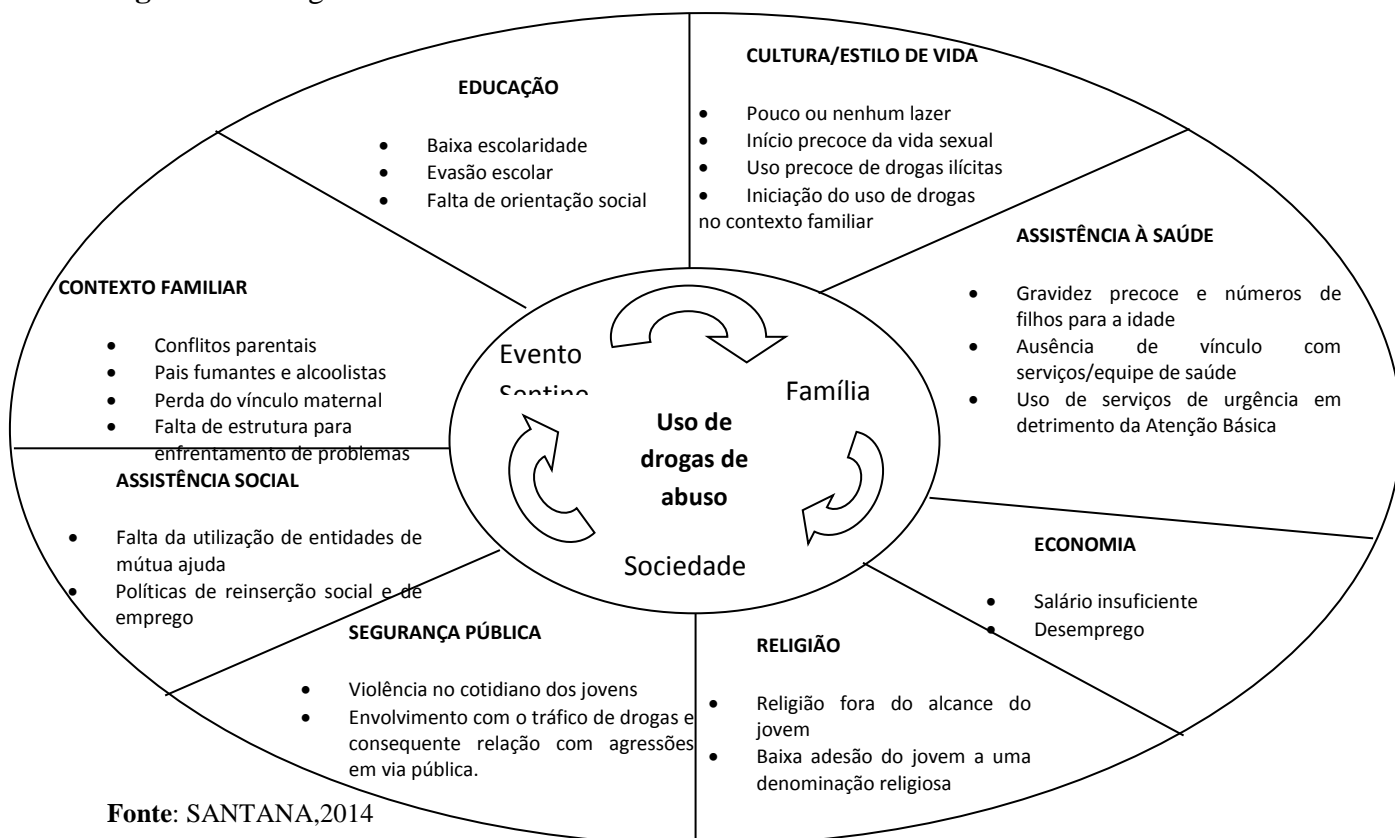 EDUCAÇÃO
• Baixa escolaridade
• Evasão escolar
• Falta de orientação social
CULTURA/ESTILO DE VIDA
• Pouco ou nenhum lazer
• Início precoce da vida sexual
• Uso precoce de drogas ilícitas
• Iniciação do uso de drogas
no contexto familiar
ASSISTÊNCIA À SAÚDE
• Gravidez precoce e números de
filhos para a idade
• Ausência de vínculo com
serviços/equipe de saúde
• Uso de serviços de urgência em
detrimento da Atenção Básica
CONTEXTO FAMILIAR
• Conflitos parentais
• Pais fumantes e alcoolistas
• Perda do vínculo maternal
• Falta de estrutura para
enfrentamento de problemas
Evento
Família
Uso de
drogas de
abuso
Sociedade
ASSISTÊNCIA SOCIAL
• Falta da utilização de entidades de
mútua ajuda
• Políticas de reinserção social e de
emprego
ECONOMIA
• Salário insuficiente
• Desemprego
SEGURANÇA PÚBLICA
• Violência no cotidiano dos jovens
• Envolvimento com o tráfico de drogas e
consequente relação com agressões
em via pública.
RELIGIÃO
• Religião fora do alcance do
jovem
• Baixa adesão do jovem a uma
denominação religiosa
Fonte: SANTANA,2014